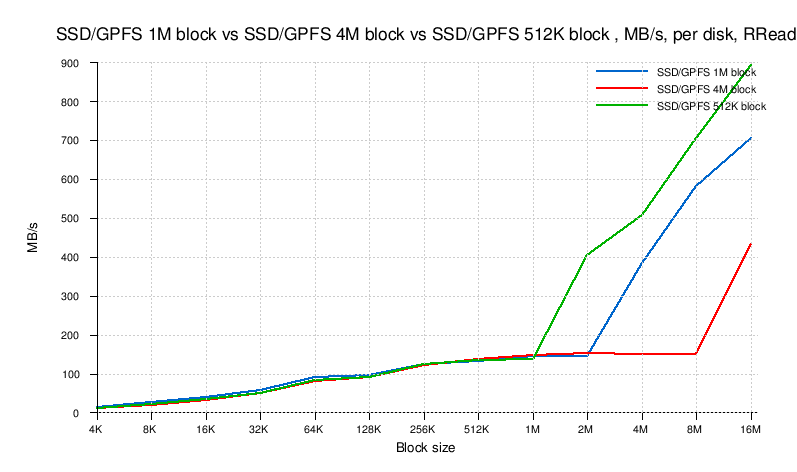 SSD/GPFS 1M block vs SSD/GPFS 4M block vs SSD/GPFS 512K block , MB/s, per disk, RRead
SSD/GPFS 1M block
SSD/GPFS 4M block
SSD/GPFS 512K block
900
800
700
600
500
400
300
200
100
0
MB/s
4K 8K 16K 32K 64K 128K 256K 512K 1M 2M 4M 8M 16M
Block size